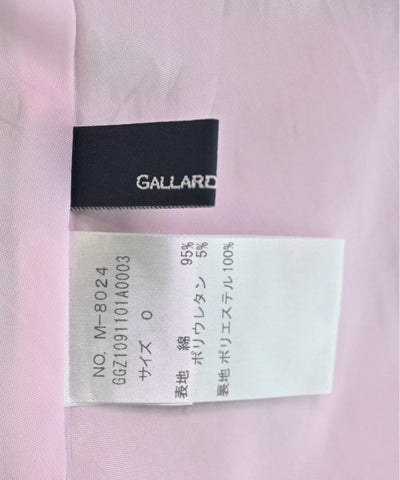 GALLARD
NO. M-8024
GGZ1091101A0003
サイズ 0
表地 綿 95%
ポリウレタン 5%
裏地 ポリエステル100%